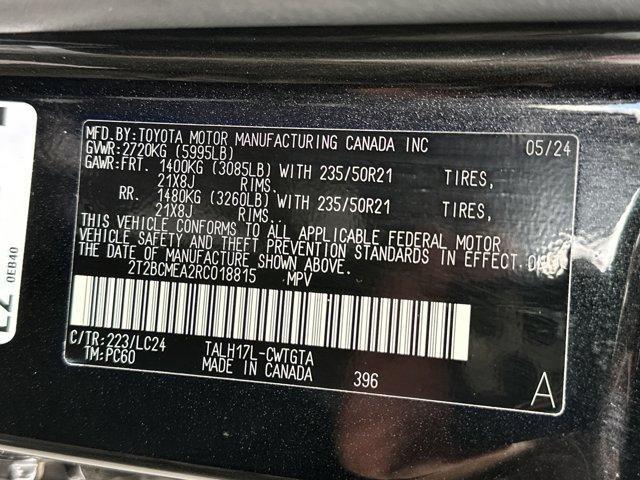 MFD.BY:TOYOTA MOTOR MANUFACTURING CANADA INC 05/24
GVWR:2720KG (5995LB)
GAWR:FRT. 1400KG (3085LB) WITH 235/50R21 TIRES,
21X8J RIMS.
RR. 1480KG (3260LB) WITH 235/50R21 TIRES,
21X8J RIMS..
THIS VEHICLE CONFORMS TO ALL APPLICABLE FEDERAL MOTOR
VEHICLE SAFETY AND THEFT PREVENTION STANDARDS IN EFFECT ON
THE DATE OF MANUFACTURE SHOWN ABOVE.
2T2BCMEA2RC018815 MPV
C/TR:223/LC24 TALH17L-CWTGTA
TM:PC60 MADE IN CANADA 396 A
0EB40